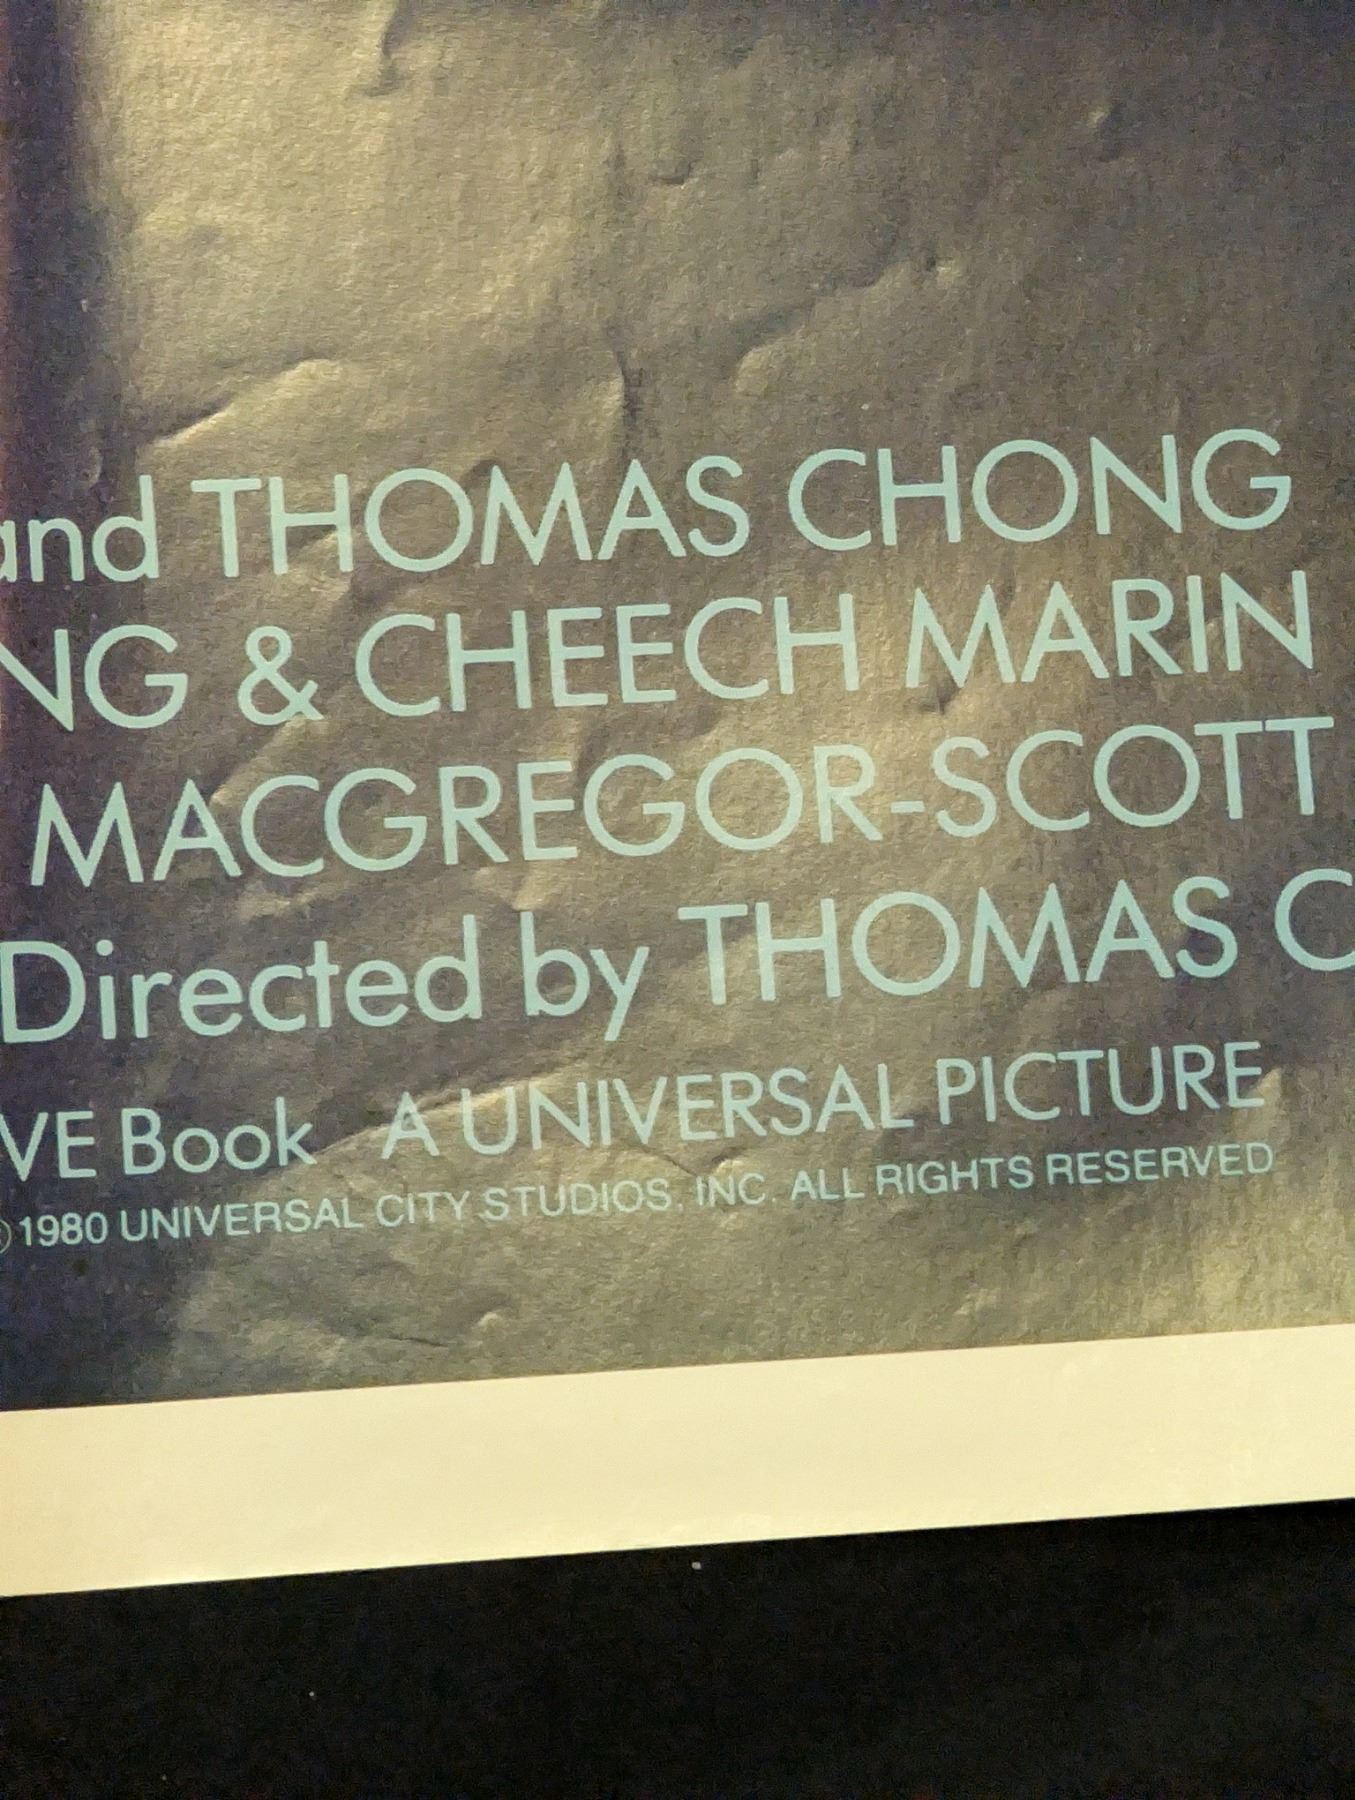 and THOMAS CHONG
NG & CHEECH MARIN
MACGREGOR-SCOTT
Directed by THOMAS C
VE Book A UNIVERSAL PICTURE
©1980 UNIVERSAL CITY STUDIOS, INC. ALL RIGHTS RESERVED